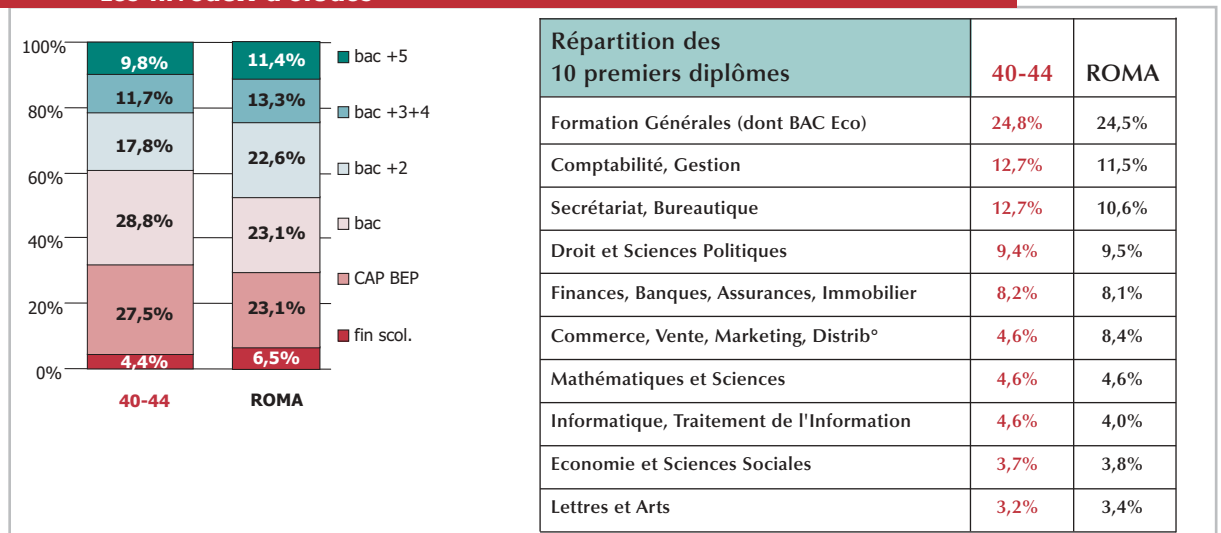 100%
80%
60%
40%
20%
0%
9,8%
11,7%
17,8%
28,8%
27,5%
4,4%
40-44
11,4%
13,3%
22,6%
23,1%
23,1%
6,5%
ROMA
bac +5
bac +3+4
bac +2
bac
CAP BEP
fin scol.
Répartition des
10 premiers diplômes 40-44 ROMA
Formation Générales (dont BAC Eco) 24,8% 24,5%
Comptabilité, Gestion 12,7% 11,5%
Secrétariat, Bureautique 12,7% 10,6%
Droit et Sciences Politiques 9,4% 9,5%
Finances, Banques, Assurances, Immobilier 8,2% 8,1%
Commerce, Vente, Marketing, Distrib° 4,6% 8,4%
Mathématiques et Sciences 4,6% 4,6%
Informatique, Traitement de l'Information 4,6% 4,0%
Economie et Sciences Sociales 3,7% 3,8%
Lettres et Arts 3,2% 3,4%